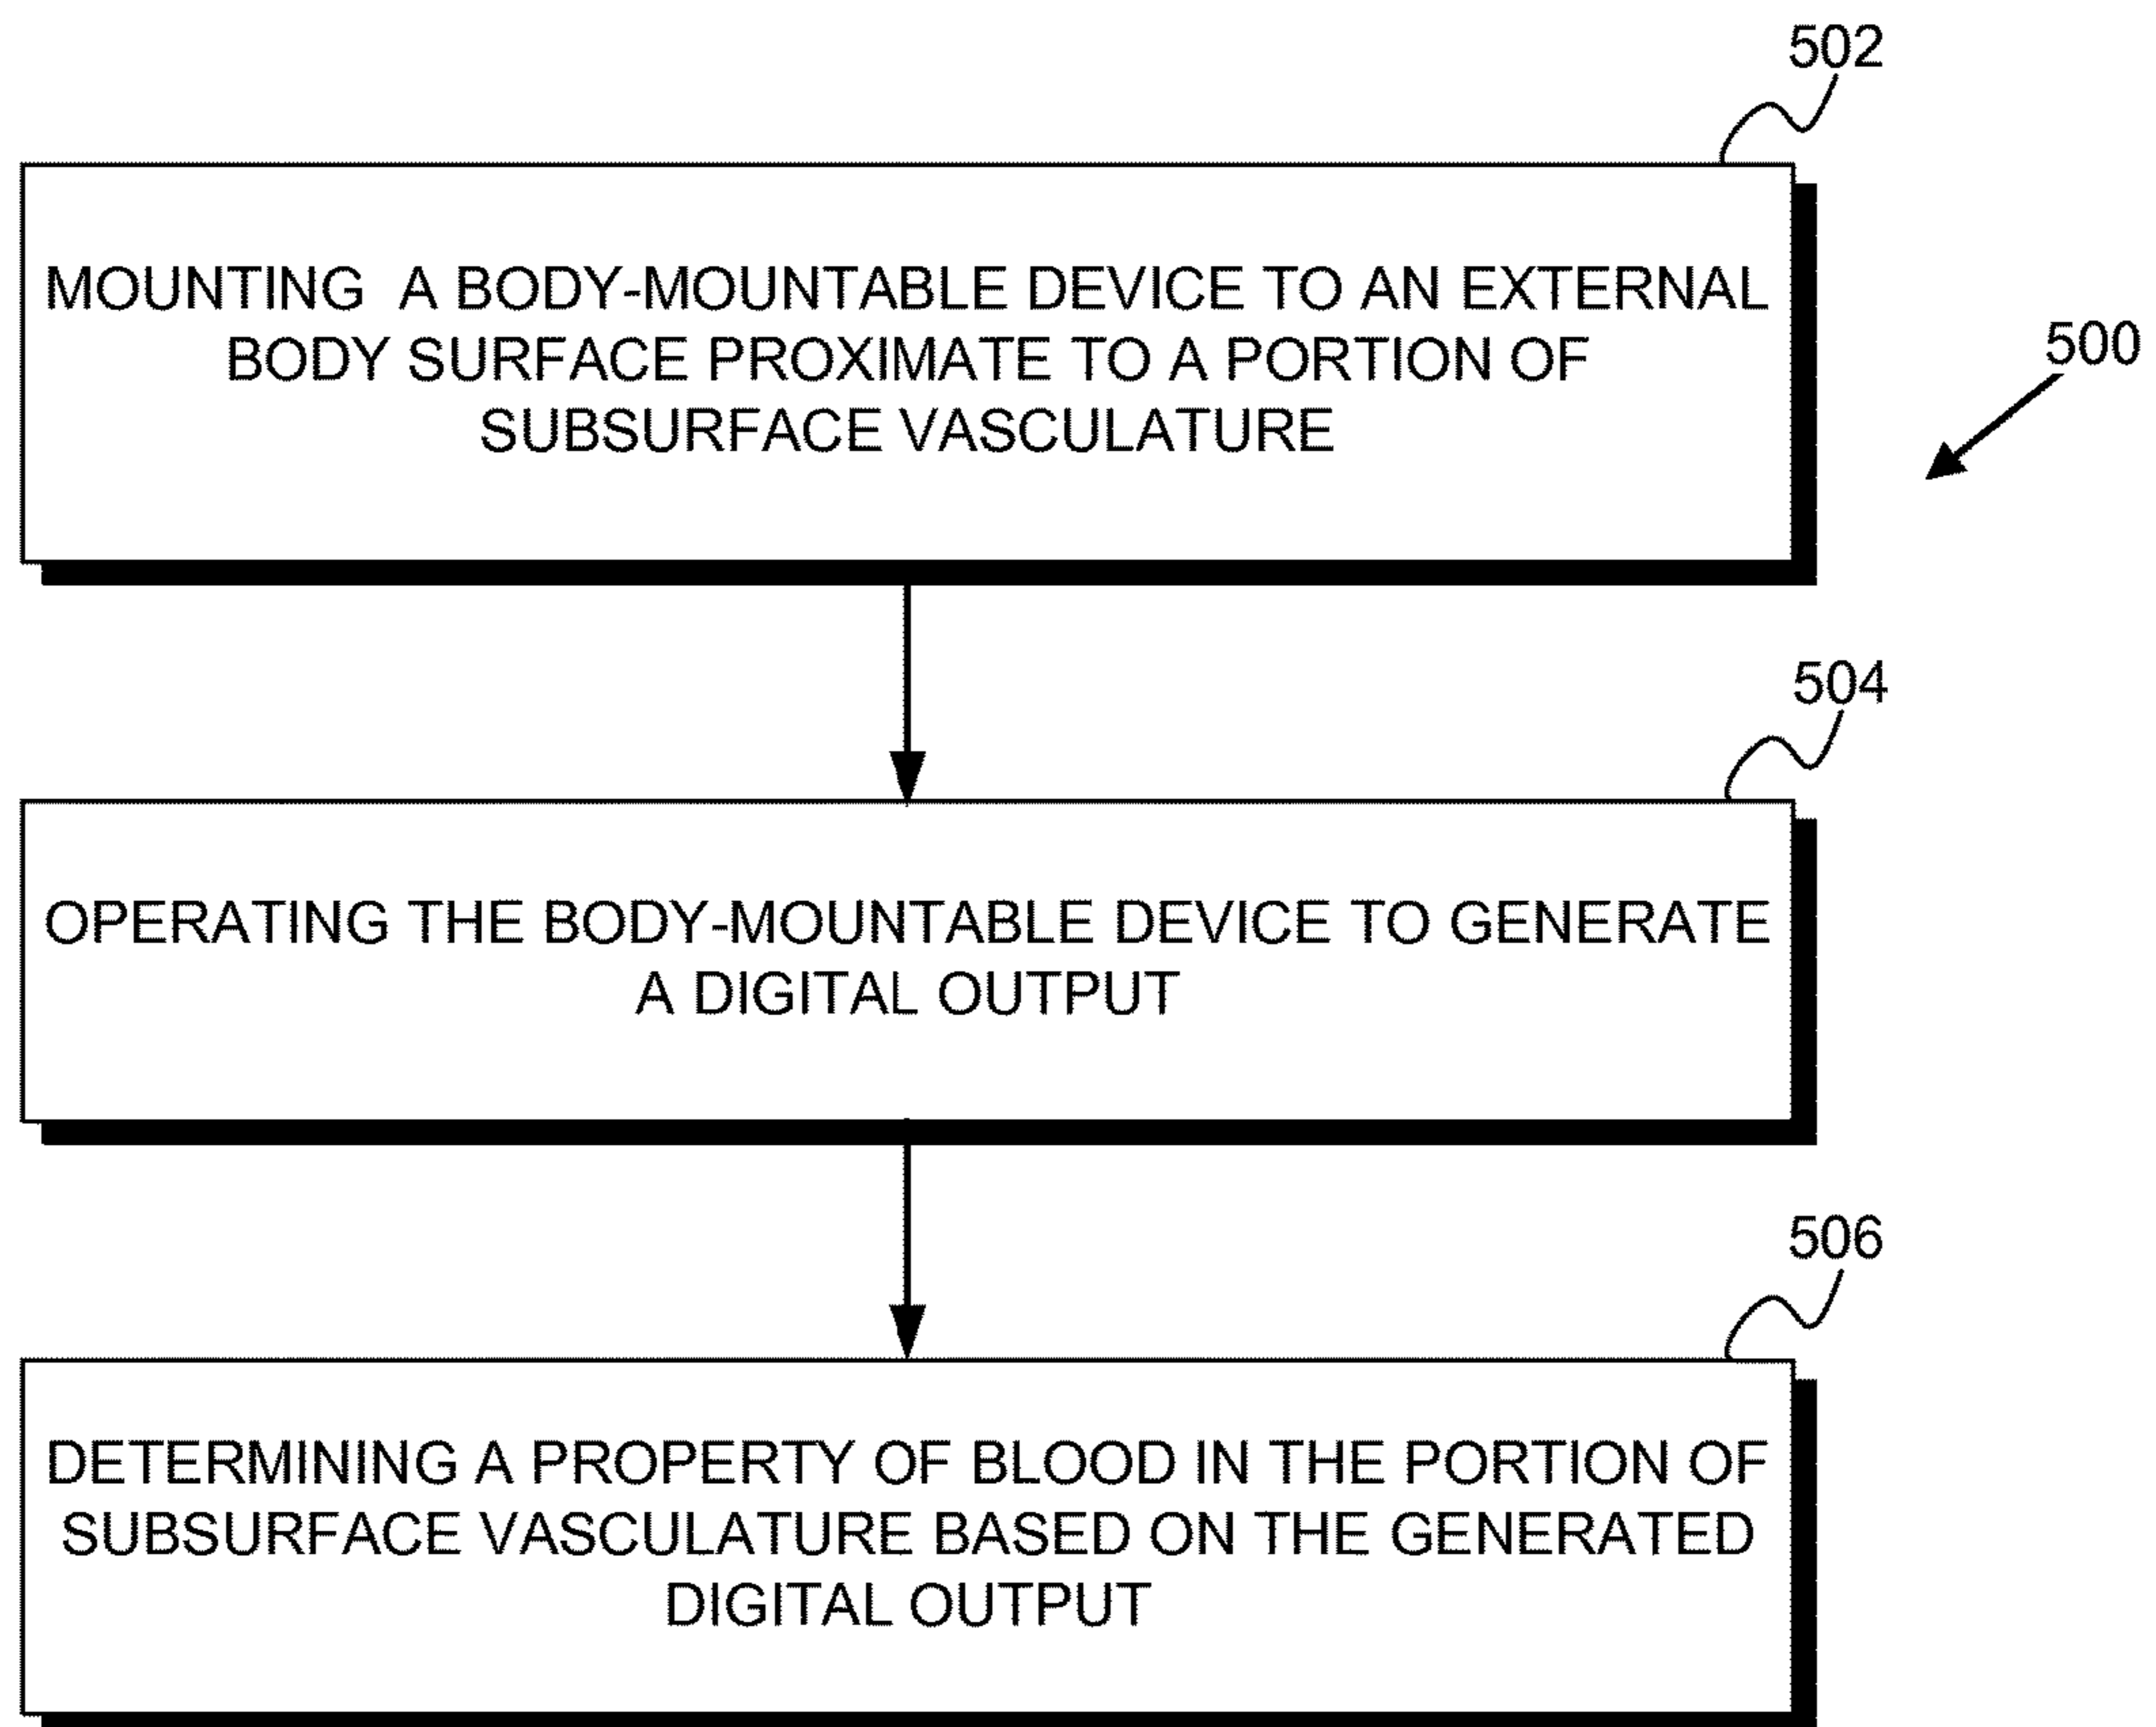 502
MOUNTING A BODY-MOUNTABLE DEVICE TO AN EXTERNAL
BODY SURFACE PROXIMATE TO A PORTION OF
SUBSURFACE VASCULATURE
500
504
OPERATING THE BODY-MOUNTABLE DEVICE TO GENERATE
A DIGITAL OUTPUT
506
DETERMINING A PROPERTY OF BLOOD IN THE PORTION OF
SUBSURFACE VASCULATURE BASED ON THE GENERATED
DIGITAL OUTPUT